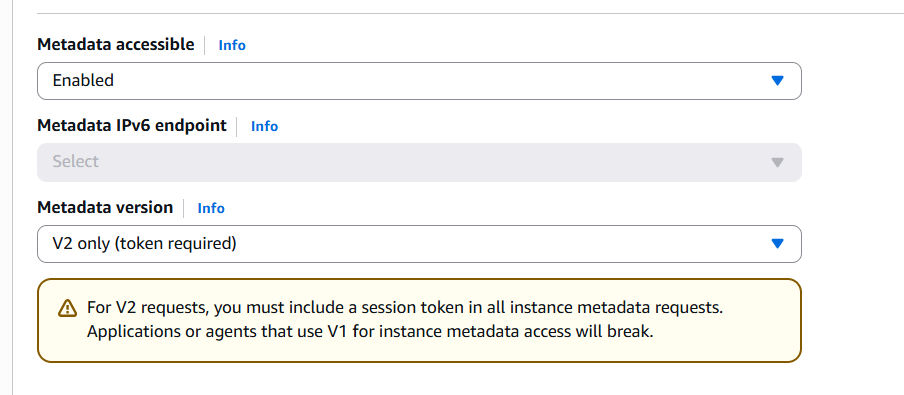 Metadata accessible Info
Enabled
Metadata IPv6 endpoint Info
Select
Metadata version Info
V2 only (token required)
For V2 requests, you must include a session token in all instance metadata requests.
Applications or agents that use V1 for instance metadata access will break.